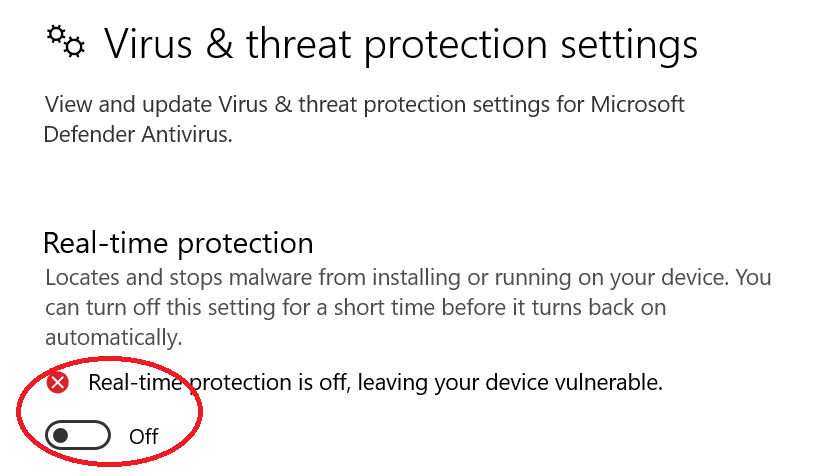 Virus & threat protection settings
View and update Virus & threat protection settings for Microsoft
Defender Antivirus.
Real-time protection
Locates and stops malware from installing or running on your device. You
can turn off this setting for a short time before it turns back on
automatically.
Real-time protection is off, leaving your device vulnerable.
Off